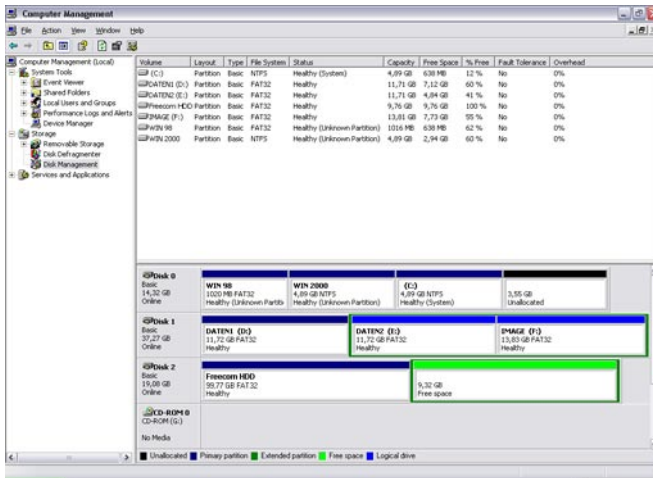 Computer Management
File Action View Window Help
Computer Management (Local)
System Tools
Event Viewer
Shared Folders
Local Users and Groups
Performance Logs and Alerts
Device Manager
Storage
Removable Storage
Disk Defragmenter
Disk Management
Services and Applications
Volume Layout Type File System Status Capacity Free Space % Free Fault Tolerance Overhead
(C:) Partition Basic NTFS Healthy (System) 4,89 GB 638 MB 12 % No 0%
DATEN1 (D:) Partition Basic FAT32 Healthy 11,71 GB 7,12 GB 60 % No 0%
DATEN2 (E:) Partition Basic FAT32 Healthy 11,71 GB 4,84 GB 41 % No 0%
Freecom HDD Partition Basic FAT32 Healthy 9,76 GB 9,76 GB 100 % No 0%
IMAGE (F:) Partition Basic FAT32 Healthy 13,81 GB 7,73 GB 55 % No 0%
WIN 98 Partition Basic FAT32 Healthy (Unknown Partition) 1016 MB 638 MB 62 % No 0%
WIN 2000 Partition Basic NTFS Healthy (Unknown Partition) 4,89 GB 2,94 GB 60 % No 0%
Disk 0
Basic
14,32 GB
Online
WIN 98
1020 MB FAT32
Healthy (Unknown Partiti
WIN 2000
4,89 GB NTFS
Healthy (Unknown Partition)
(C:)
4,89 GB NTFS
Healthy (System)
3,55 GB
Unallocated
Disk 1
Basic
37,27 GB
Online
DATEN1 (D:)
11,72 GB FAT32
Healthy
DATEN2 (E:)
11,72 GB FAT32
Healthy
IMAGE (F:)
13,83 GB FAT32
Healthy
Disk 2
Basic
19,08 GB
Online
Freecom HDD
99,77 GB FAT32
Healthy
9,32 GB
Free space
CD-ROM 0
CD-ROM (G:)
No Media
Unallocated Primary partition Extended partition Free space Logical drive